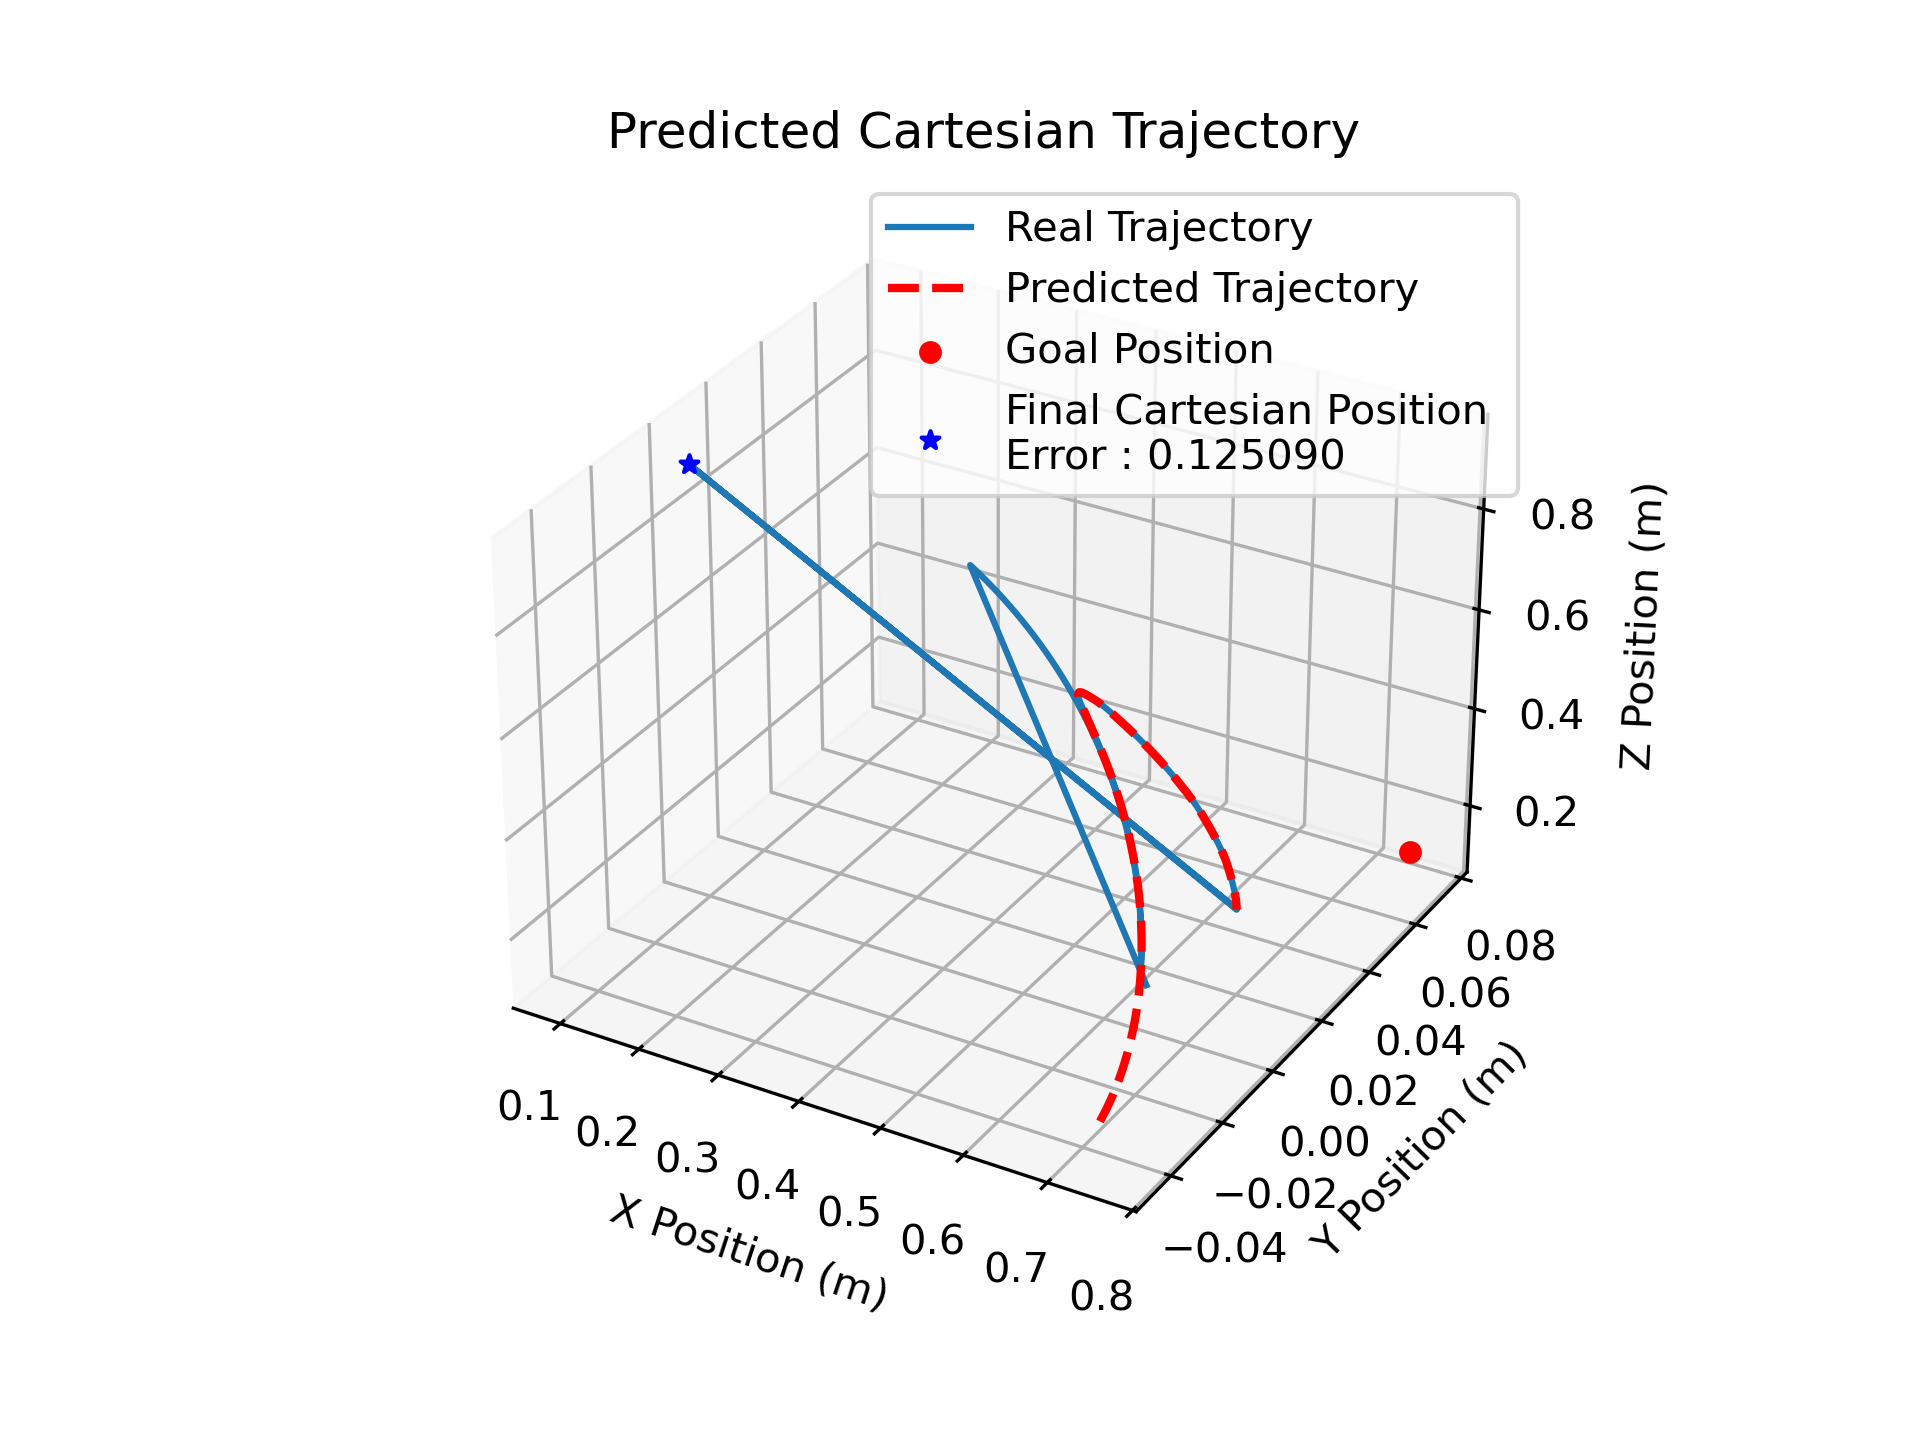 Predicted Cartesian Trajectory
Real Trajectory
Predicted Trajectory
Goal Position
Final Cartesian Position
Error : 0.125090
0.8
0.6
0.4
0.2
Z Position (m)
0.08
0.06
0.04
0.02
0.00
−0.02
−0.04
Y Position (m)
0.1
0.2
0.3
0.4
0.5
0.6
0.7
0.8
X Position (m)